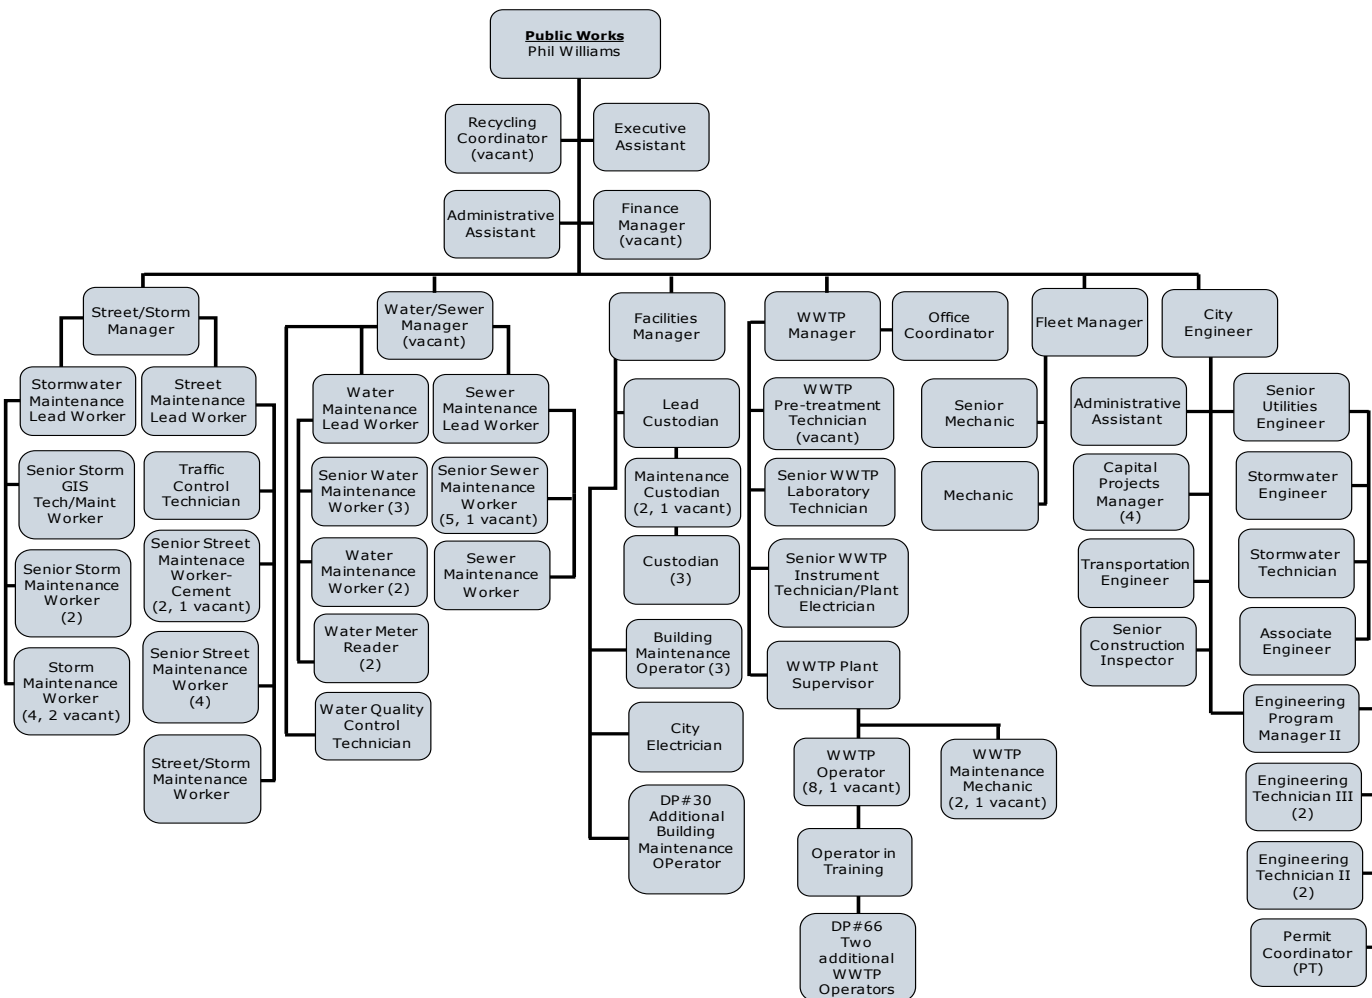 Public Works
Phil Williams
Recycling
Coordinator
(vacant)
Executive
Assistant
Administrative
Assistant
Finance
Manager
(vacant)
Street/Storm
Manager
Water/Sewer
Manager
(vacant)
Facilities
Manager
WWTP
Manager
Office
Coordinator
Fleet Manager
City
Engineer
Stormwater
Maintenance
Lead Worker
Street
Maintenance
Lead Worker
Senior Storm
GIS
Tech/Maint
Worker
Traffic
Control
Technician
Senior Storm
Maintenance
Worker
(2)
Senior Street
Maintenace
Worker-
Cement
(2, 1 vacant)
Storm
Maintenance
Worker
(4, 2 vacant)
Senior Street
Maintenance
Worker
(4)
Street/Storm
Maintenance
Worker
Water
Maintenance
Lead Worker
Sewer
Maintenance
Lead Worker
Senior Water
Maintenance
Worker (3)
Senior Sewer
Maintenance
Worker
(5, 1 vacant)
Water
Maintenance
Worker (2)
Sewer
Maintenance
Worker
Water Meter
Reader
(2)
Water Quality
Control
Technician
Lead
Custodian
Maintenance
Custodian
(2, 1 vacant)
Custodian
(3)
Building
Maintenance
Operator (3)
City
Electrician
DP#30
Additional
Building
Maintenance
OPerator
WWTP
Pre-treatment
Technician
(vacant)
Senior WWTP
Laboratory
Technician
Senior WWTP
Instrument
Technician/Plant
Electrician
WWTP Plant
Supervisor
WWTP
Operator
(8, 1 vacant)
WWTP
Maintenance
Mechanic
(2, 1 vacant)
Operator in
Training
DP#66
Two
additional
WWTP
Operators
Senior
Mechanic
Mechanic
Administrative
Assistant
Senior
Utilities
Engineer
Capital
Projects
Manager
(4)
Stormwater
Engineer
Transportation
Engineer
Stormwater
Technician
Senior
Construction
Inspector
Associate
Engineer
Engineering
Program
Manager II
Engineering
Technician III
(2)
Engineering
Technician II
(2)
Permit
Coordinator
(PT)